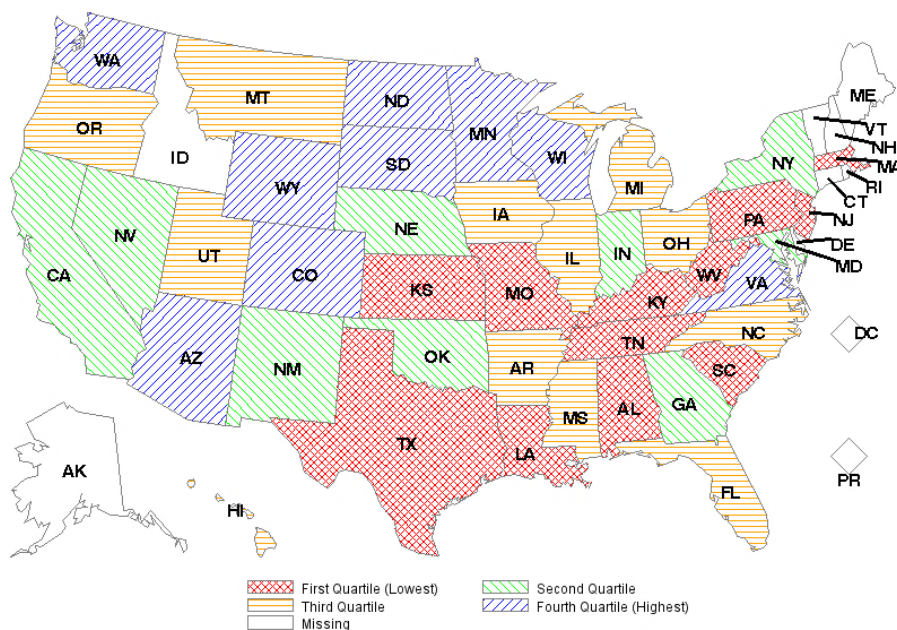 WA
ME
MT
ND
VT
OR
MN
NH
ID
SD
WI
NY
MA
WY
MI
RI
CT
IA
PA
NJ
NE
NV
OH
DE
UT
IL
IN
MD
CA
CO
WV
VA
KS
MO
KY
NC
DC
TN
AZ
OK
NM
AR
SC
MS
AL
GA
TX
LA
AK
PR
FL
HI
First Quartile (Lowest)
Second Quartile
Third Quartile
Fourth Quartile (Highest)
Missing